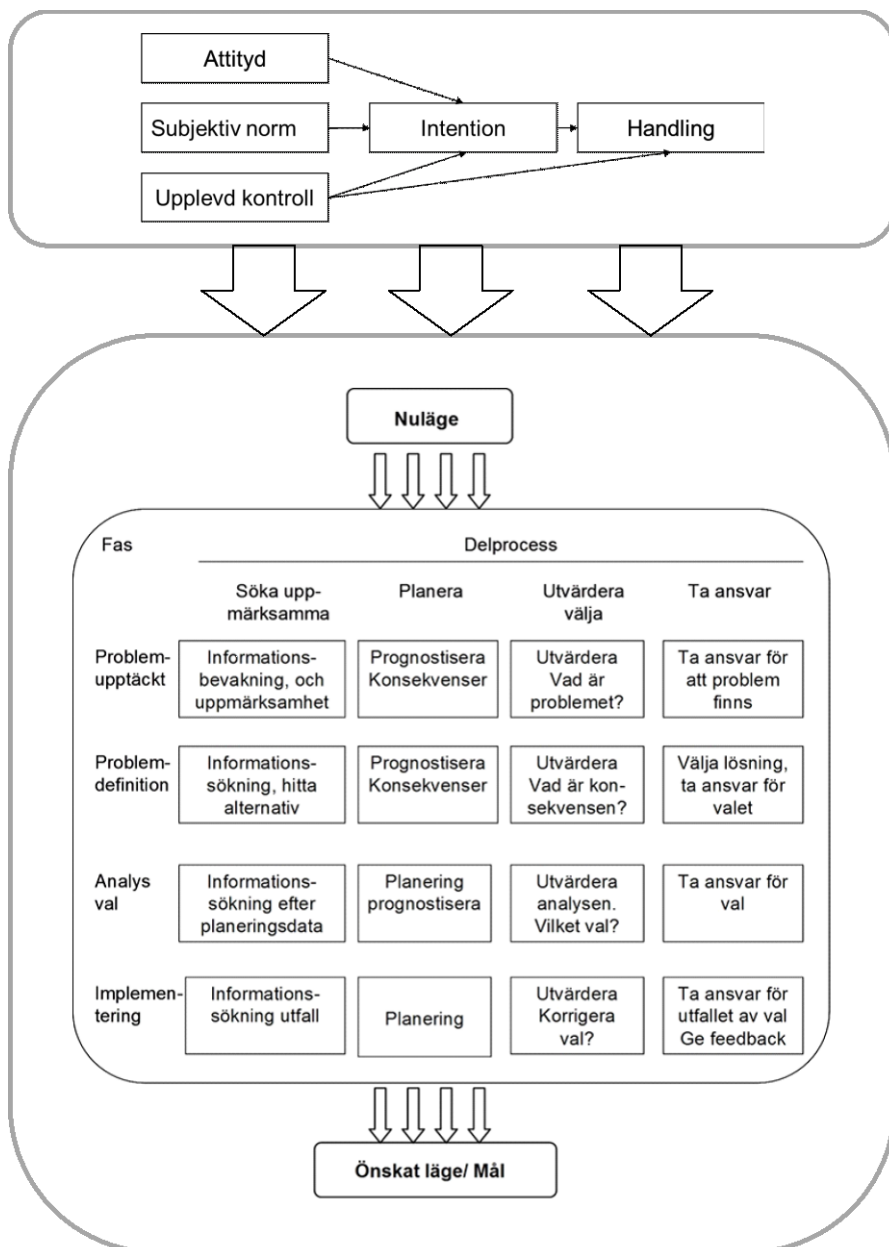 Attityd
Subjektiv norm
Intention
Handling
Upplevd kontroll
Nuläge
Fas
Delprocess
Söka upp-
märksamma
Planera
Utvärdera
välja
Ta ansvar
Problem-
upptäckt
Informations-
bevakning, och
uppmärksamhet
Prognostisera
Konsekvenser
Utvärdera
Vad är
problemet?
Ta ansvar för
att problem
finns
Problem-
definition
Informations-
sökning, hitta
alternativ
Prognostisera
Konsekvenser
Utvärdera
Vad är kon-
sekvensen?
Välja lösning,
ta ansvar för
valet
Analys
val
Informations-
sökning efter
planeringsdata
Planering
prognostisera
Utvärdera
analysen.
Vilket val?
Ta ansvar för
val
Implemen-
tering
Informations-
sökning utfall
Planering
Utvärdera
Korrigera
val?
Ta ansvar för
utfallet av val
Ge feedback
Önskat läge/ Mål